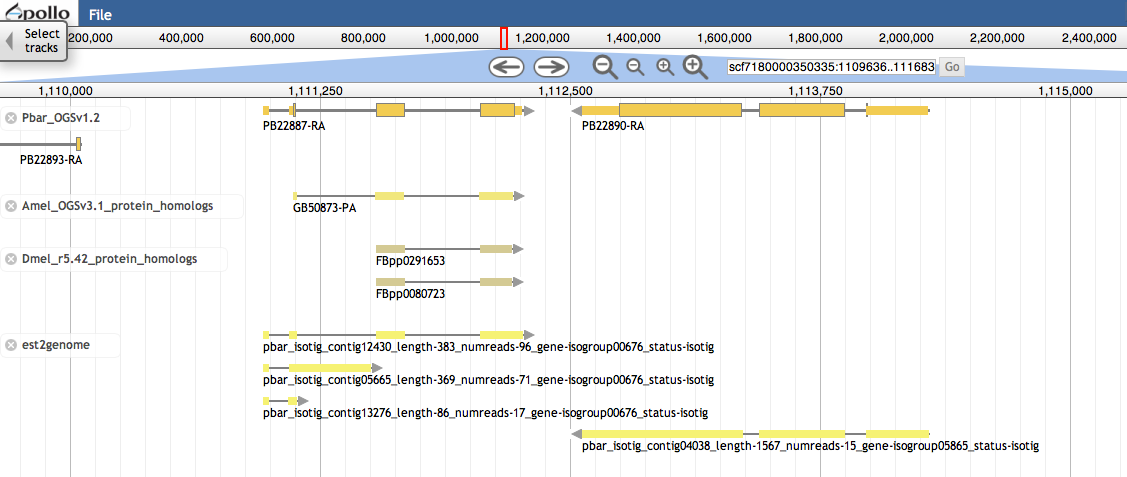 Apollo File
Select
tracks
200,000 400,000 600,000 800,000 1,000,000 1,200,000 1,400,000 1,600,000 1,800,000 2,000,000 2,200,000 2,400,000
scf7180000350335:1109636..111683 Go
1,110,000 1,111,250 1,112,500 1,113,750 1,115,000
Pbar_OGSv1.2
PB22887-RA PB22890-RA
PB22893-RA
Amel_OGSv3.1_protein_homologs
GB50873-PA
Dmel_r5.42_protein_homologs
FBpp0291653
FBpp0080723
est2genome
pbar_isotig_contig12430_length-383_numreads-96_gene-isogroup00676_status-isotig
pbar_isotig_contig05665_length-369_numreads-71_gene-isogroup00676_status-isotig
pbar_isotig_contig13276_length-86_numreads-17_gene-isogroup00676_status-isotig
pbar_isotig_contig04038_length-1567_numreads-15_gene-isogroup05865_status-isotig